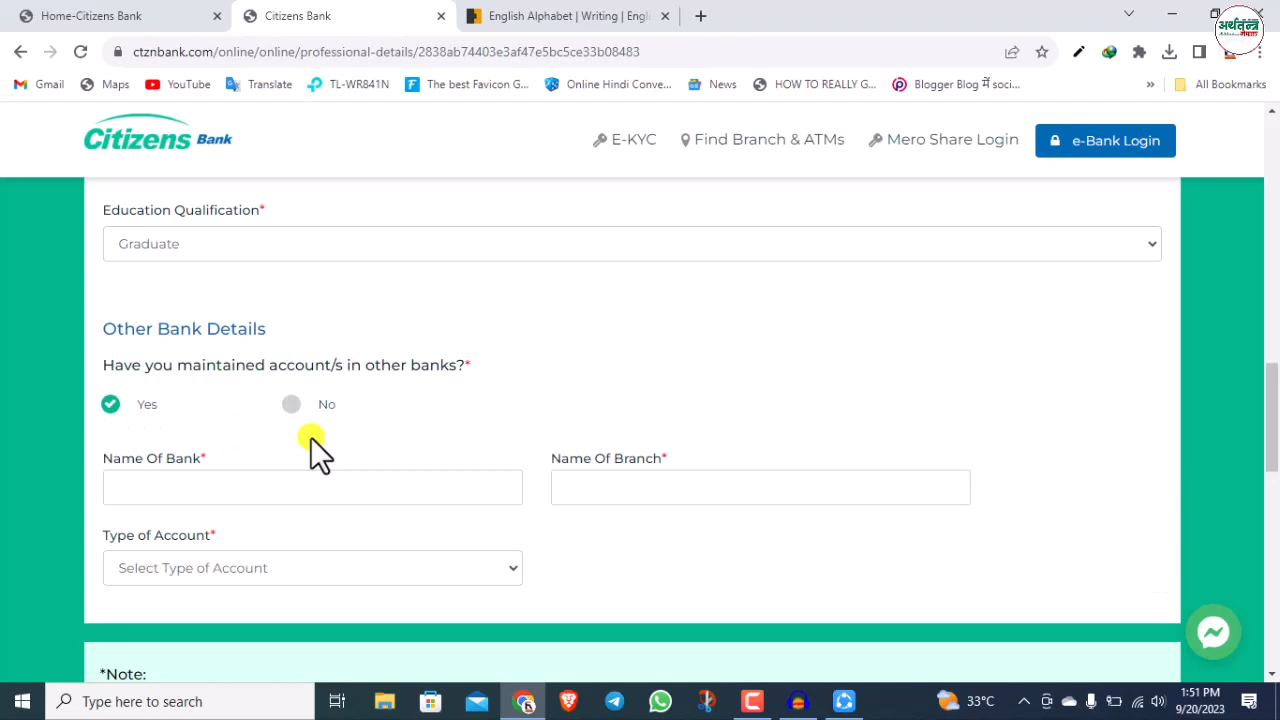 Home-Citizens Bank
Citizens Bank
English Alphabet | Writing | Engl
ctznbank.com/online/online/professional-details/2838ab74403e3af47e5bc5ce33b08483
Gmail
Maps
YouTube
Translate
TL-WR841N
The best Favicon G...
Online Hindi Conve...
News
HOW TO REALLY G...
Blogger Blog में soci...
»
All Bookmarks
अर्थतन्त्र
Citizens Bank
E-KYC
Find Branch & ATMs
Mero Share Login
e-Bank Login
Education Qualification*
Graduate
Other Bank Details
Have you maintained account/s in other banks?*
Yes
No
Name Of Bank*
Name Of Branch*
Type of Account*
Select Type of Account
*Note:
Type here to search
33°C
1:51 PM
9/20/2023